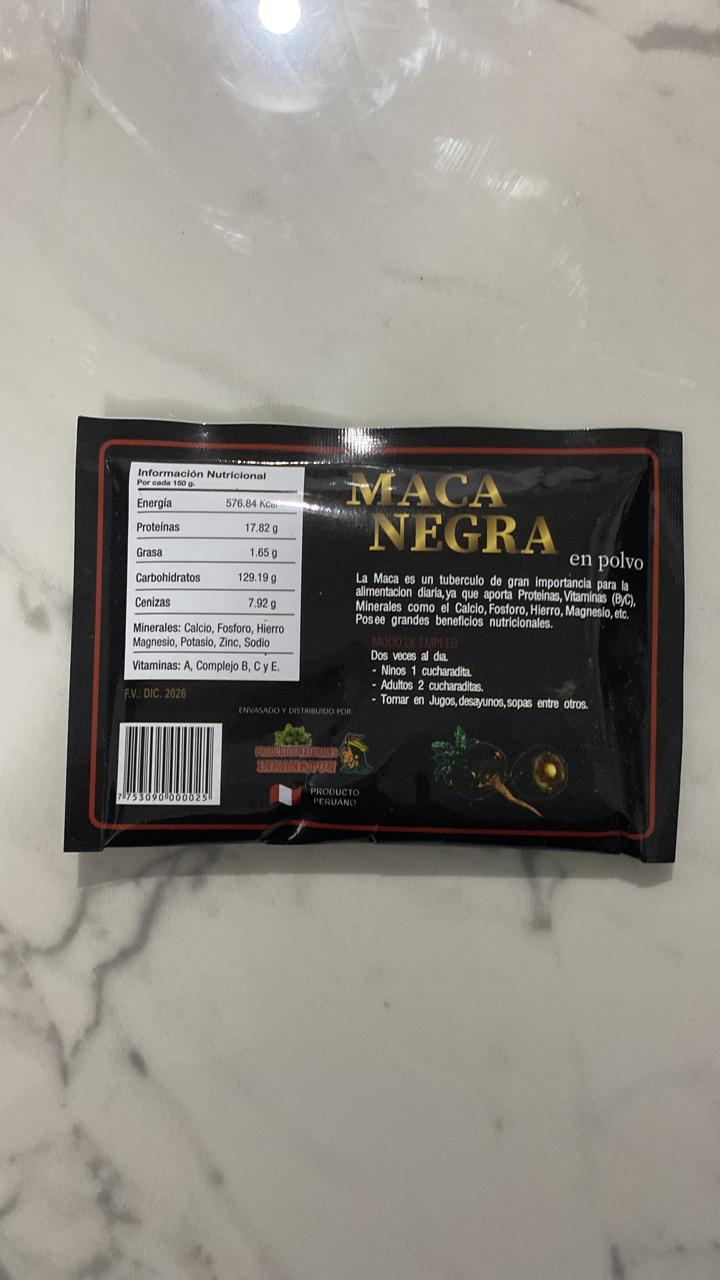 Información Nutricional
Por cada 150 g.
Energía 576.84 Kcal
Proteínas 17.82 g
Grasa 1.65 g
Carbohidratos 129.19 g
Cenizas 7.92 g
Minerales: Calcio, Fosforo, Hierro
Magnesio, Potasio, Zinc, Sodio
Vitaminas: A, Complejo B, C y E.
F.V.: DIC. 2026
MACA
NEGRA
en polvo
La Maca es un tuberculo de gran importancia para la
alimentacion diaria,ya que aporta Proteinas,Vitaminas (ByC),
Minerales como el Calcio,Fosforo,Hierro,Magnesio,etc.
Posee grandes beneficios nutricionales.
MODO DE EMPLEO
Dos veces al dia.
- Ninos 1 cucharadita.
- Adultos 2 cucharaditas.
- Tomar en Jugos,desayunos,sopas entre otros.
ENVASADO Y DISTRIBUIDO POR:
PRODUCTOS NATURALES
PRODUCTO
PERUANO
7 753090 000025